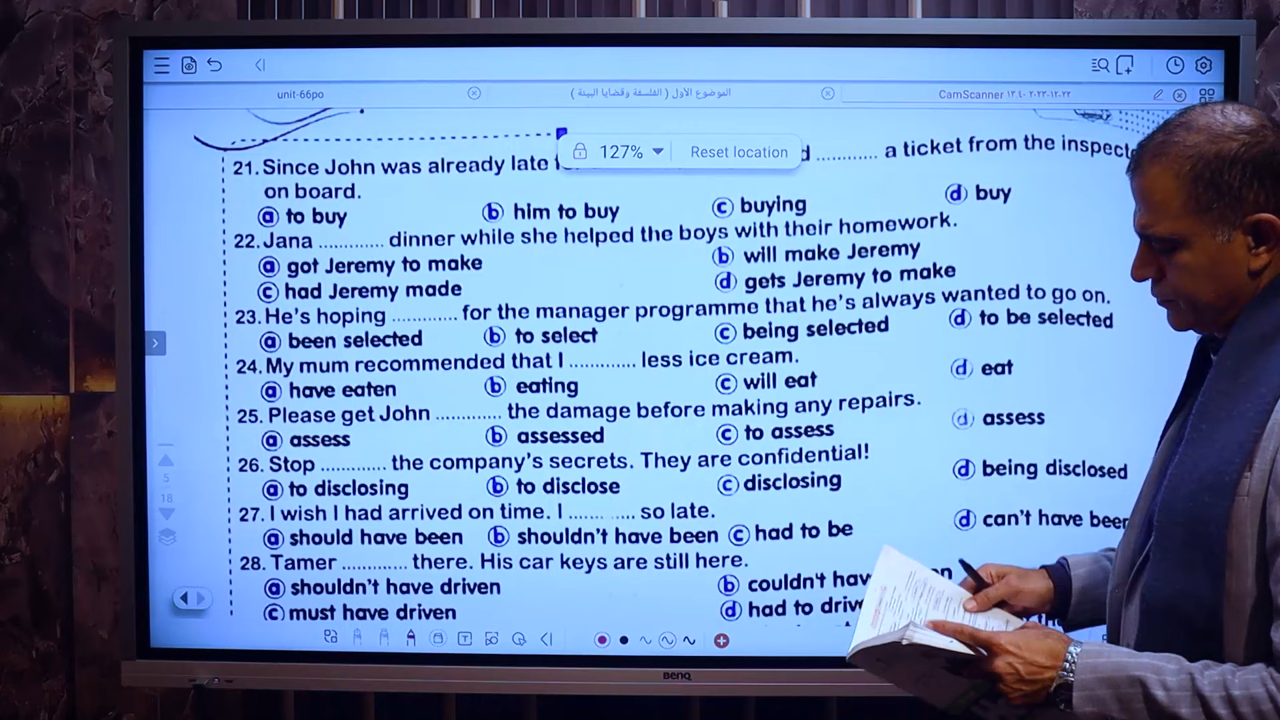 unit-66po
الموضوع الأول ( الفلسفة وقضايا البيئة )
CamScanner ٢٢-١٢-٢٠٢٣ ١٣.٤٠
127%
Reset location
21. Since John was already late ............ a ticket from the
on board.
ⓐ to buy ⓑ him to buy ⓒ buying ⓓ buy
22. Jana ............. dinner while she helped the boys with their homework.
ⓐ got Jeremy to make ⓑ will make Jeremy
ⓒ had Jeremy made ⓓ gets Jeremy to make
23. He's hoping ............. for the manager programme that he's always wanted to go on.
ⓐ been selected ⓑ to select ⓒ being selected ⓓ to be selected
24. My mum recommended that I ............. less ice cream.
ⓐ have eaten ⓑ eating ⓒ will eat ⓓ eat
25. Please get John ............. the damage before making any repairs.
ⓐ assess ⓑ assessed ⓒ to assess ⓓ assess
26. Stop ............. the company's secrets. They are confidential!
ⓐ to disclosing ⓑ to disclose ⓒ disclosing ⓓ being disclosed
27. I wish I had arrived on time. I ............. so late.
ⓐ should have been ⓑ shouldn't have been ⓒ had to be ⓓ can't have been
28. Tamer ............. there. His car keys are still here.
ⓐ shouldn't have driven ⓑ couldn't
ⓒ must have driven ⓓ had to
5
18
BenQ